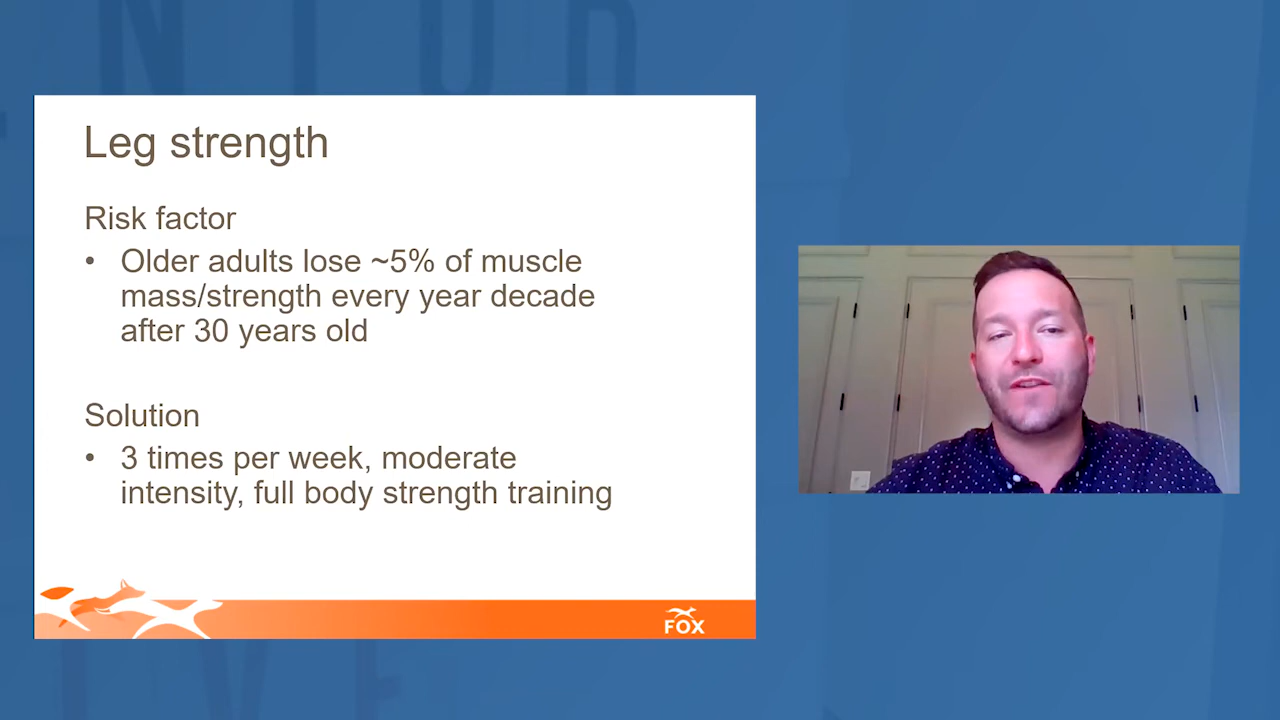 Leg strength
Risk factor
• Older adults lose ~5% of muscle
mass/strength every year decade
after 30 years old
Solution
• 3 times per week, moderate
intensity, full body strength training
FOX